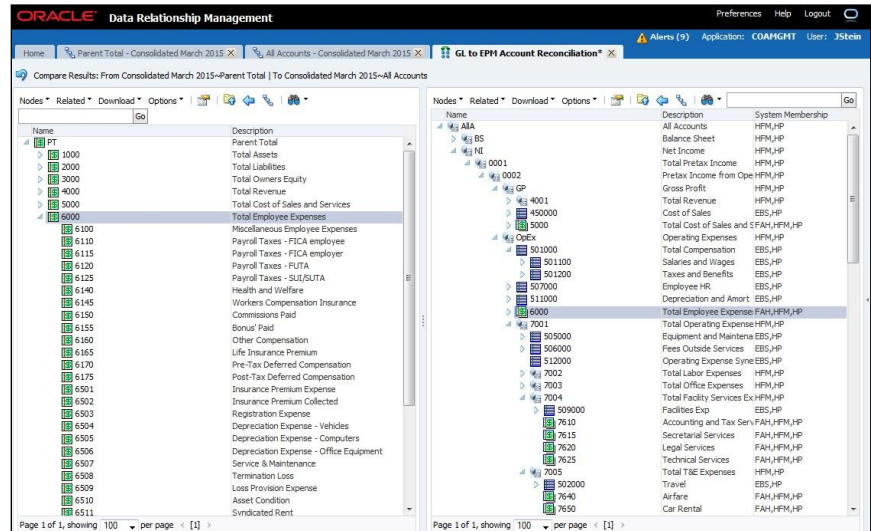 ORACLE Data Relationship Management
Preferences Help Logout
Alerts (9) Application: COAMGMT User: JStein
Home Parent Total - Consolidated March 2015 All Accounts - Consolidated March 2015 GL to EPM Account Reconciliation*
Compare Results: From Consolidated March 2015~Parent Total | To Consolidated March 2015~All Accounts
Nodes Related Download Options
Go
Name Description
PT Parent Total
1000 Total Assets
2000 Total Liabilities
3000 Total Owners Equity
4000 Total Revenue
5000 Total Cost of Sales and Services
6000 Total Employee Expenses
6100 Miscellaneous Employee Expenses
6110 Payroll Taxes - FICA employee
6115 Payroll Taxes - FICA employer
6120 Payroll Taxes - FUTA
6125 Payroll Taxes - SUI/SUTA
6140 Health and Welfare
6145 Workers Compensation Insurance
6150 Commissions Paid
6155 Bonus' Paid
6160 Other Compensation
6165 Life Insurance Premium
6170 Pre-Tax Deferred Compensation
6175 Post-Tax Deferred Compensation
6501 Insurance Premium Expense
6502 Insurance Premium Collected
6503 Registration Expense
6504 Depreciation Expense - Vehicles
6505 Depreciation Expense - Computers
6506 Depreciation Expense - Office Equipment
6507 Service & Maintenance
6508 Termination Loss
6509 Loss Provision Expense
6510 Asset Condition
6511 Syndicated Rent
Page 1 of 1, showing 100 per page < [1] >
Nodes Related Download Options Go
Name Description System Membership
AllA All Accounts HFM,HP
BS Balance Sheet HFM,HP
NI Net Income HFM,HP
0001 Total Pretax Income HFM,HP
0002 Pretax Income from Ope HFM,HP
GP Gross Profit HFM,HP
4001 Total Revenue HFM,HP
450000 Cost of Sales EBS,HP
5000 Total Cost of Sales and S FAH,HFM,HP
OpEx Operating Expenses HFM,HP
501000 Total Compensation EBS,HP
501100 Salaries and Wages EBS,HP
501200 Taxes and Benefits EBS,HP
507000 Employee HR EBS,HP
511000 Depreciation and Amort EBS,HP
6000 Total Employee Expense FAH,HFM,HP
7001 Total Operating Expense HFM,HP
505000 Equipment and Maintena EBS,HP
506000 Fees Outside Services EBS,HP
512000 Operating Expense Syne EBS,HP
7002 Total Labor Expenses HFM,HP
7003 Total Office Expenses HFM,HP
7004 Total Facility Services Ex HFM,HP
509000 Facilities Exp EBS,HP
7610 Accounting and Tax Serv FAH,HFM,HP
7615 Secretarial Services FAH,HFM,HP
7620 Legal Services FAH,HFM,HP
7625 Technical Services FAH,HFM,HP
7005 Total T&E Expenses HFM,HP
502000 Travel EBS,HP
7640 Airfare FAH,HFM,HP
7650 Car Rental FAH,HFM,HP
Page 1 of 1, showing 100 per page < [1] >